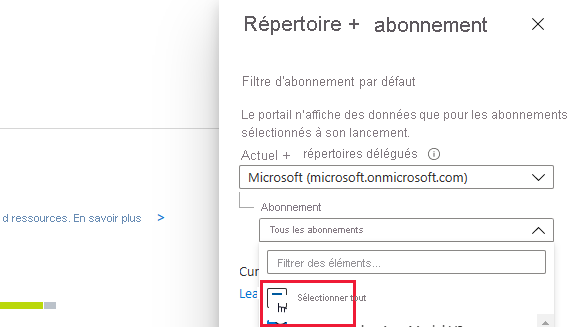 Répertoire + abonnement
Filtre d'abonnement par défaut
Le portail n'affiche des données que pour les abonnements
sélectionnés à son lancement.
Actuel + répertoires délégués
Microsoft (microsoft.onmicrosoft.com)
d ressources. En savoir plus >
Abonnement
Tous les abonnements
Filtrer des éléments...
Cur
Lea
Sélectionner tout